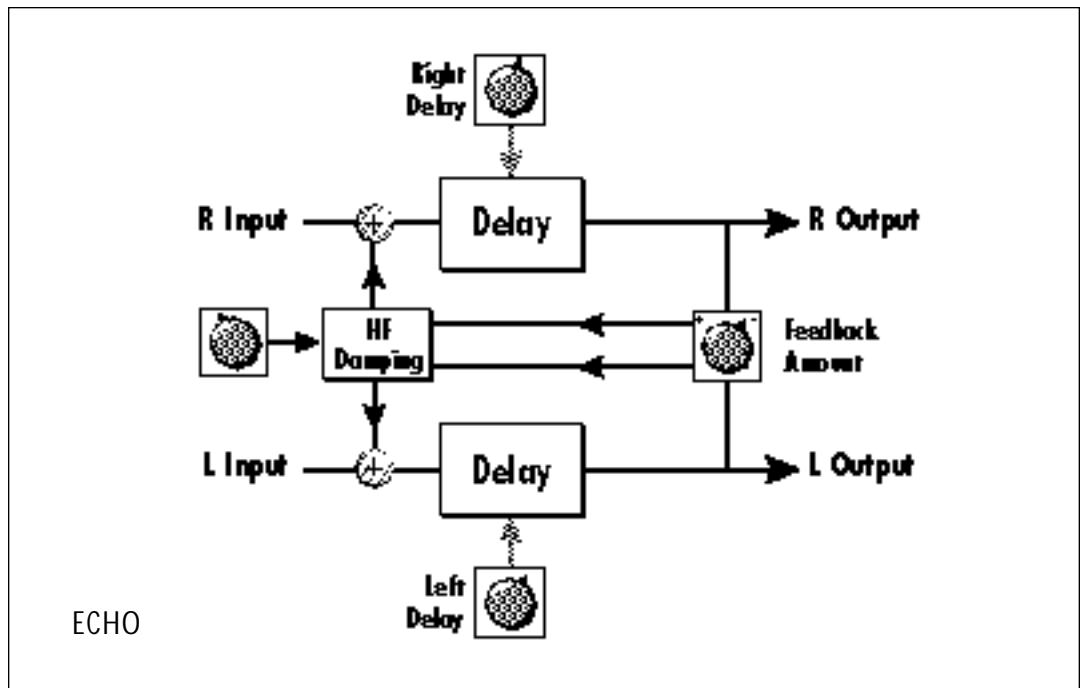 Right
Delay
R Input
+
Delay
R Output
HF
Damping
+ -
Feedback
Amount
L Input
+
Delay
L Output
Left
Delay
ECHO